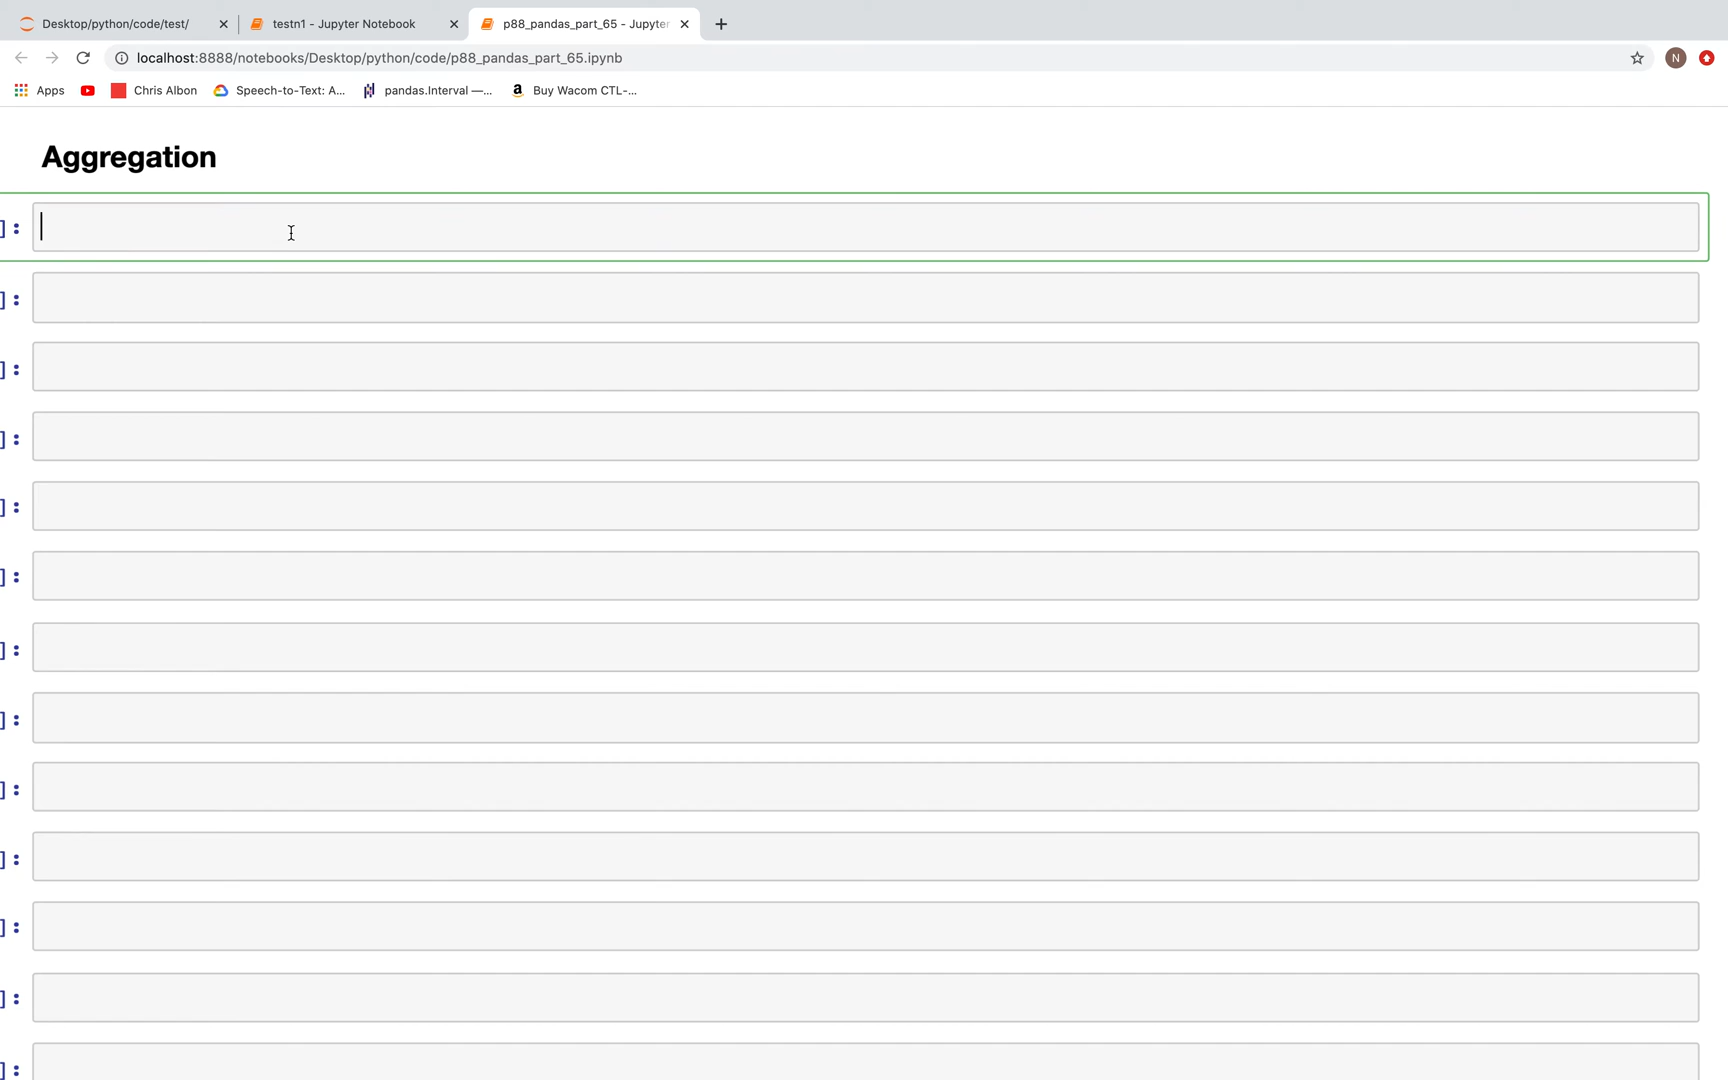 Desktop/python/code/test/
testn1 - Jupyter Notebook
p88_pandas_part_65 - Jupyter
localhost:8888/notebooks/Desktop/python/code/p88_pandas_part_65.ipynb
N
Apps
Chris Albon
Speech-to-Text: A...
pandas.Interval —...
Buy Wacom CTL-...
Aggregation
]:
]:
]:
]:
]:
]:
]:
]:
]:
]:
]:
]:
]: